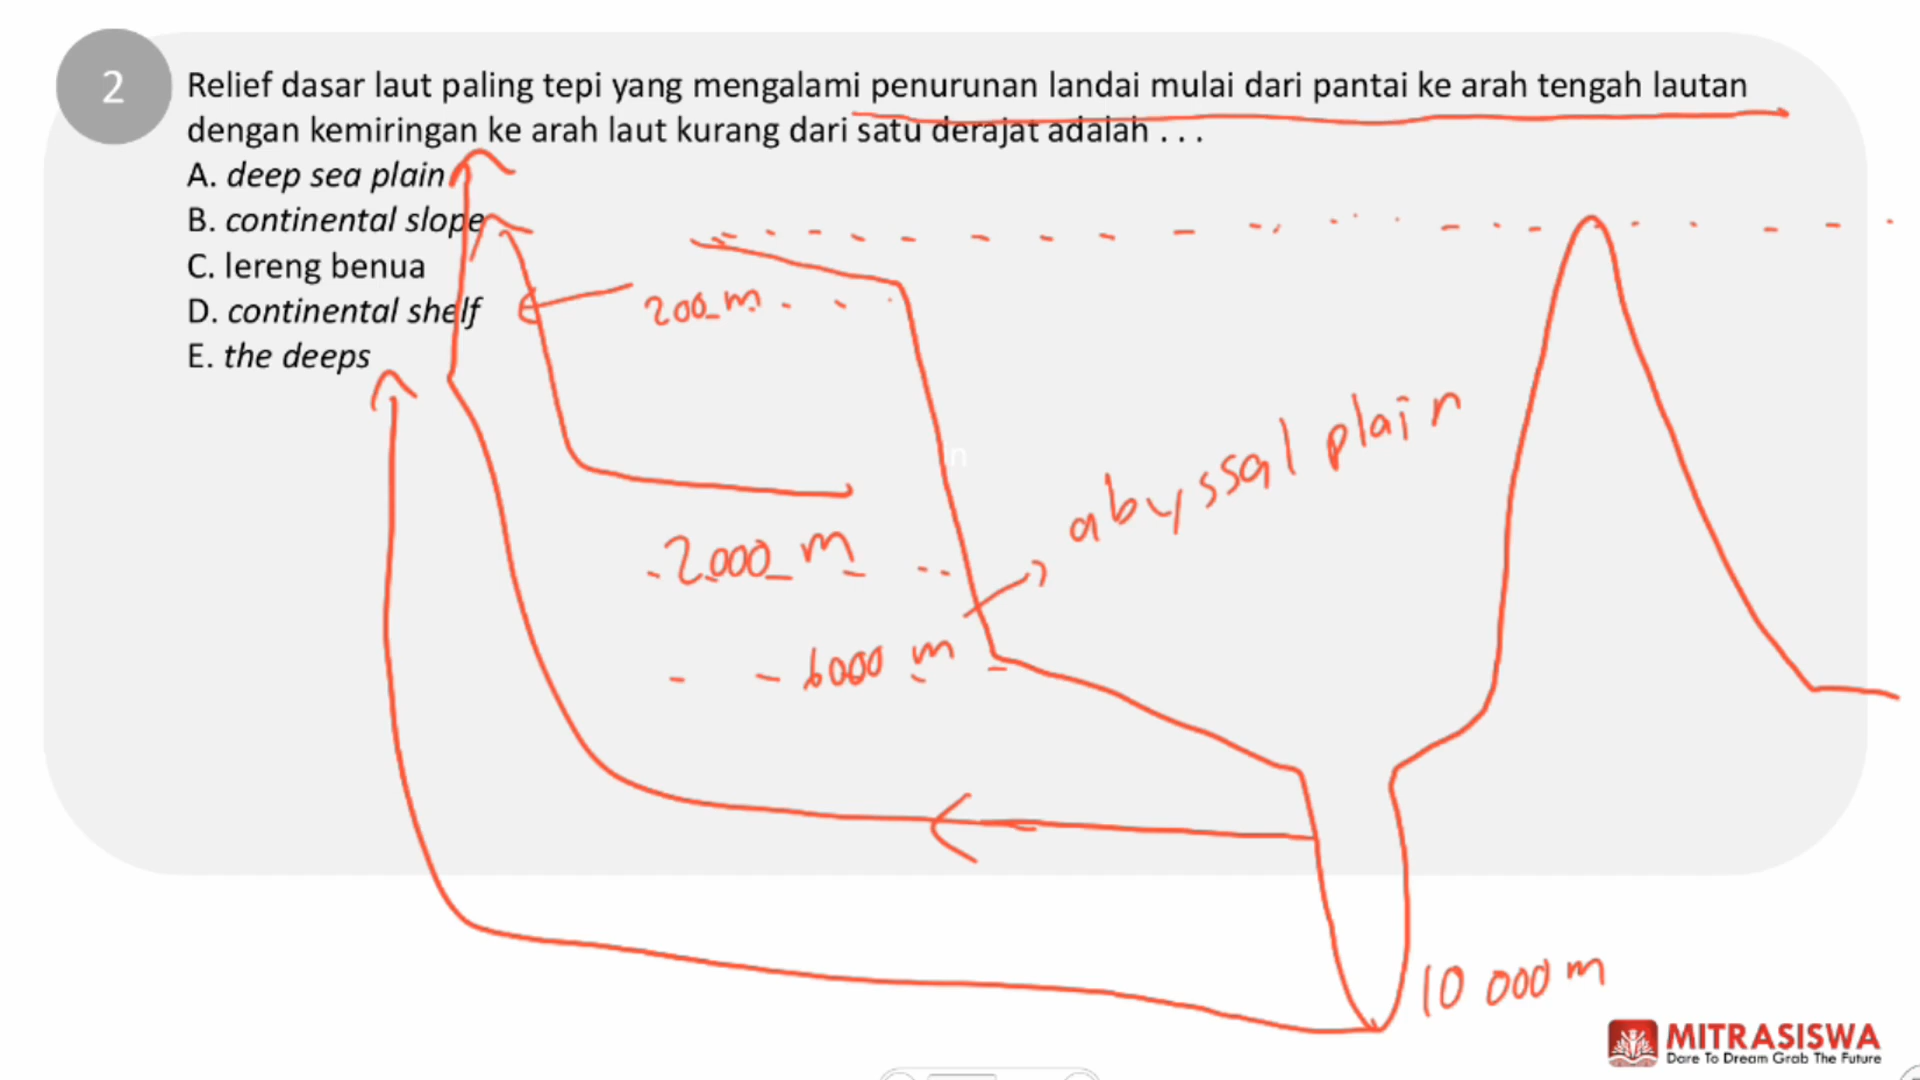 2
Relief dasar laut paling tepi yang mengalami penurunan landai mulai dari pantai ke arah tengah lautan
dengan kemiringan ke arah laut kurang dari satu derajat adalah . . .
A. deep sea plain
B. continental slope
C. lereng benua
D. continental shelf
E. the deeps
200 m
n
abyssal plain
2000 m
6000 m
10 000 m
MITRASISWA
Dare To Dream Grab The Future